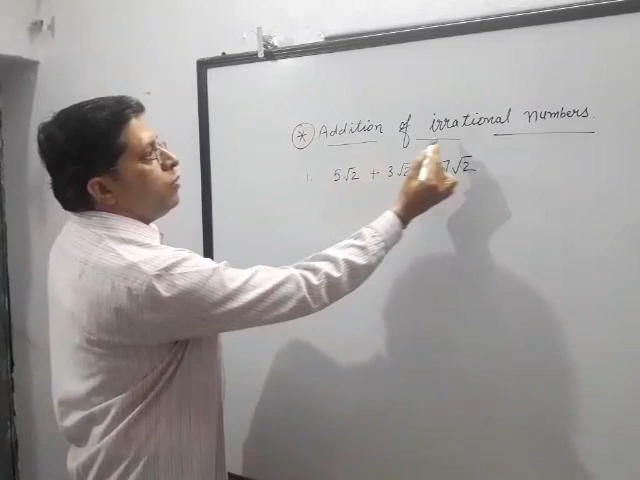 * Addition of irrational numbers.
1. 5√2 + 3√2 7√2